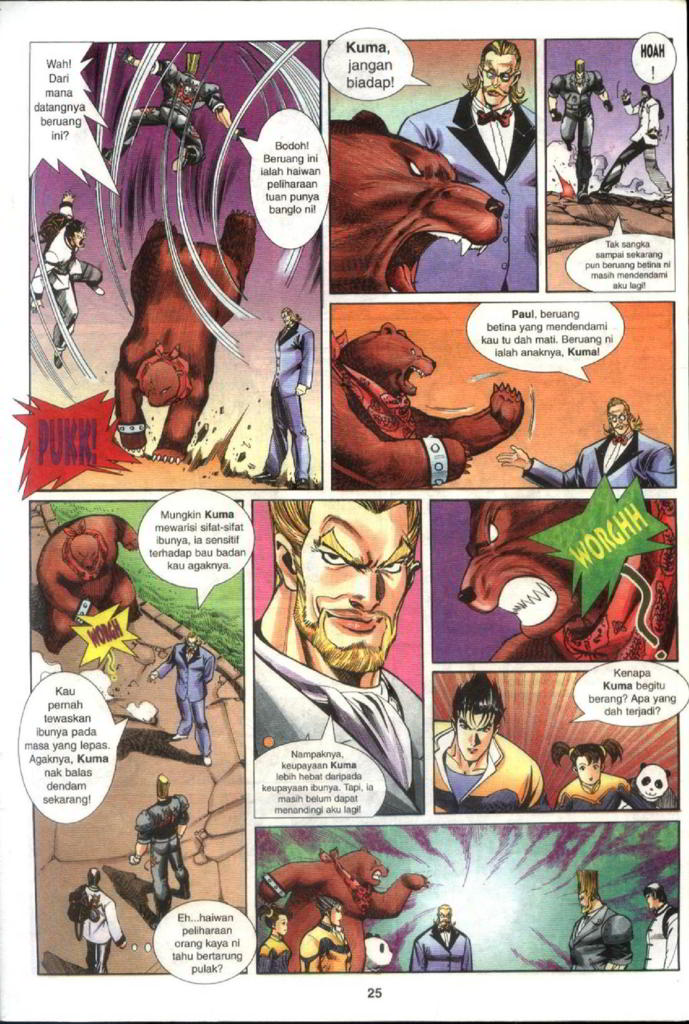 Wah!
Dari
mana
datangnya
beruang
ini?
Bodoh!
Beruang ini
ialah haiwan
peliharaan
tuan punya
banglo ni!
PUKK!
Kuma,
jangan
biadap!
HOAH
!
Tak sangka
sampai sekarang
pun beruang betina ni
masih mendendami
aku lagi!
Paul, beruang
betina yang mendendami
kau tu dah mati. Beruang ni
ialah anaknya, Kuma!
Mungkin Kuma
mewarisi sifat-sifat
ibunya, ia sensitif
terhadap bau badan
kau agaknya.
WORGH
Kau
pernah
tewaskan
ibunya pada
masa yang lepas.
Agaknya, Kuma
nak balas
dendam
sekarang!
Eh...haiwan
peliharaan
orang kaya ni
tahu bertarung
pulak?
Nampaknya,
keupayaan Kuma
lebih hebat daripada
keupayaan ibunya. Tapi, ia
masih belum dapat
menandingi aku lagi!
WORGHH
Kenapa
Kuma begitu
berang? Apa yang
dah terjadi?
25